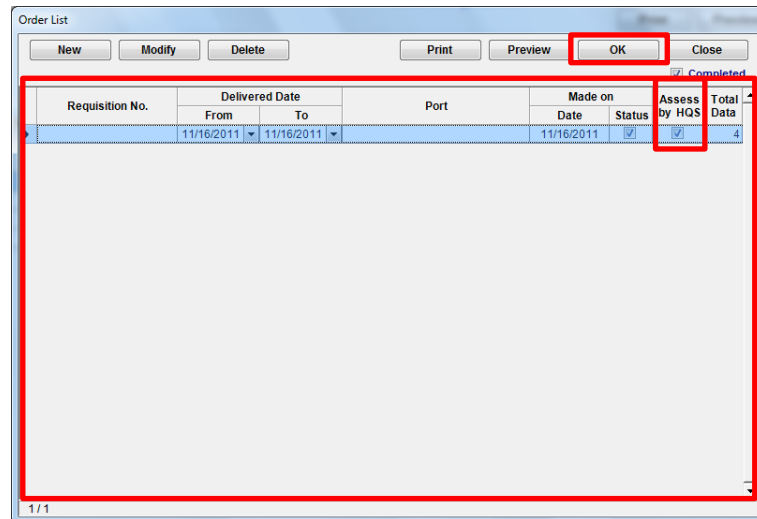 Order List
New Modify Delete Print Preview OK Close
Completed
Requisition No. Delivered Date Port Made on Assess by HQS Total Data
From To Date Status
11/16/2011 11/16/2011 11/16/2011 4
1 / 1